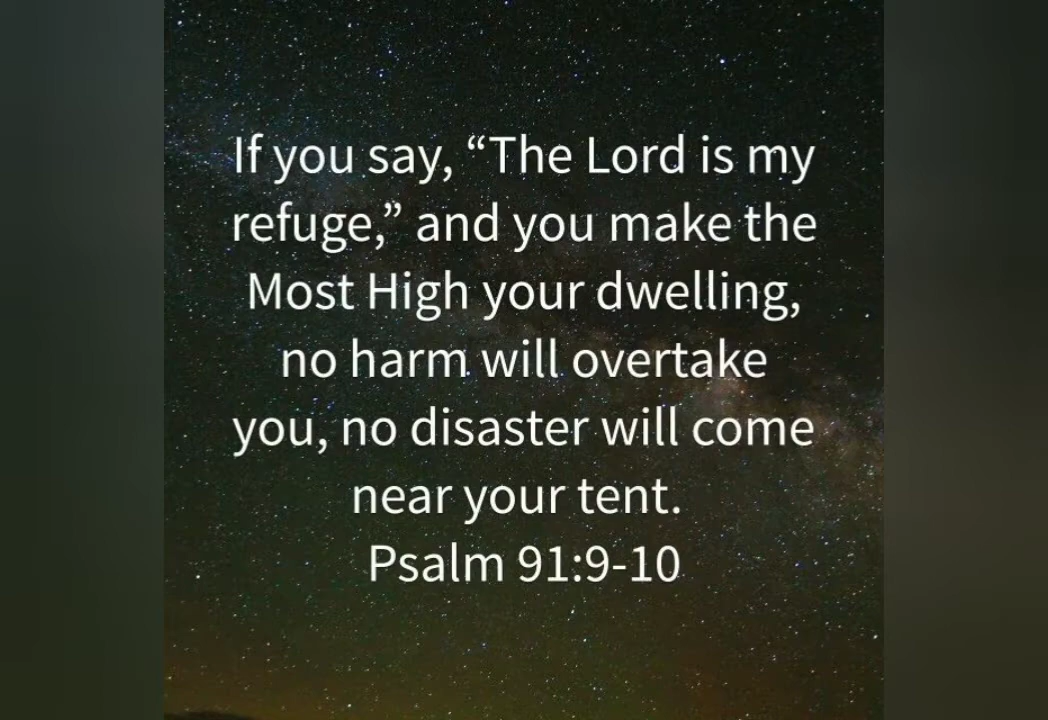 If you say, “The Lord is my
refuge,” and you make the
Most High your dwelling,
no harm will overtake
you, no disaster will come
near your tent.
Psalm 91:9-10